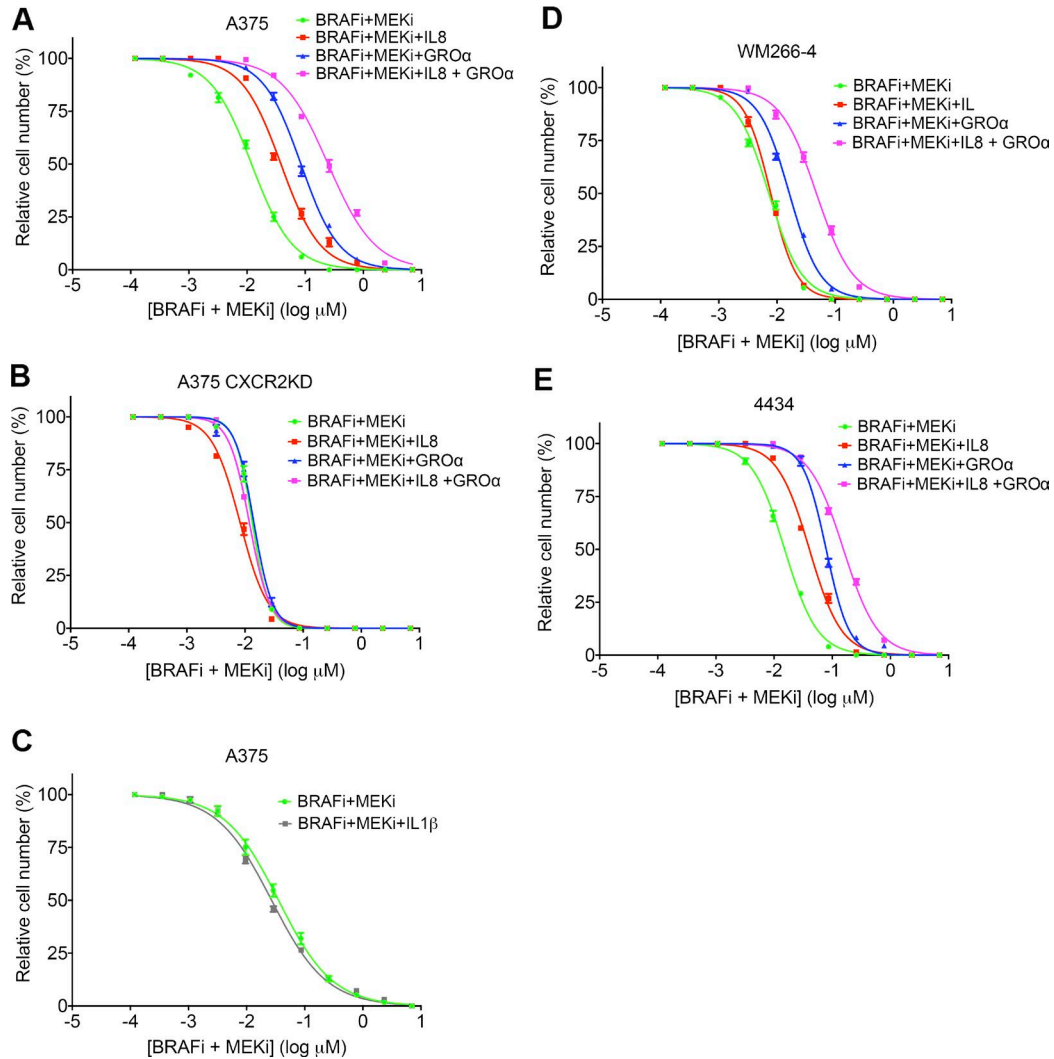 A
A375
BRAFi+MEKi
BRAFi+MEKi+IL8
BRAFi+MEKi+GROα
BRAFi+MEKi+IL8 + GROα
Relative cell number (%)
100
75
50
25
0
-5 -4 -3 -2 -1 0 1
[BRAFi + MEKi] (log μM)
B
A375 CXCR2KD
BRAFi+MEKi
BRAFi+MEKi+IL8
BRAFi+MEKi+GROα
BRAFi+MEKi+IL8 +GROα
Relative cell number (%)
100
75
50
25
0
-5 -4 -3 -2 -1 0 1
[BRAFi + MEKi] (log μM)
C
A375
BRAFi+MEKi
BRAFi+MEKi+IL1β
Relative cell number (%)
100
75
50
25
0
-5 -4 -3 -2 -1 0 1
[BRAFi + MEKi] (log μM)
D
WM266-4
BRAFi+MEKi
BRAFi+MEKi+IL
BRAFi+MEKi+GROα
BRAFi+MEKi+IL8 + GROα
Relative cell number (%)
100
75
50
25
0
-5 -4 -3 -2 -1 0 1
[BRAFi + MEKi] (log μM)
E
4434
BRAFi+MEKi
BRAFi+MEKi+IL8
BRAFi+MEKi+GROα
BRAFi+MEKi+IL8 +GROα
Relative cell number (%)
100
75
50
25
0
-5 -4 -3 -2 -1 0 1
[BRAFi + MEKi] (log μM)